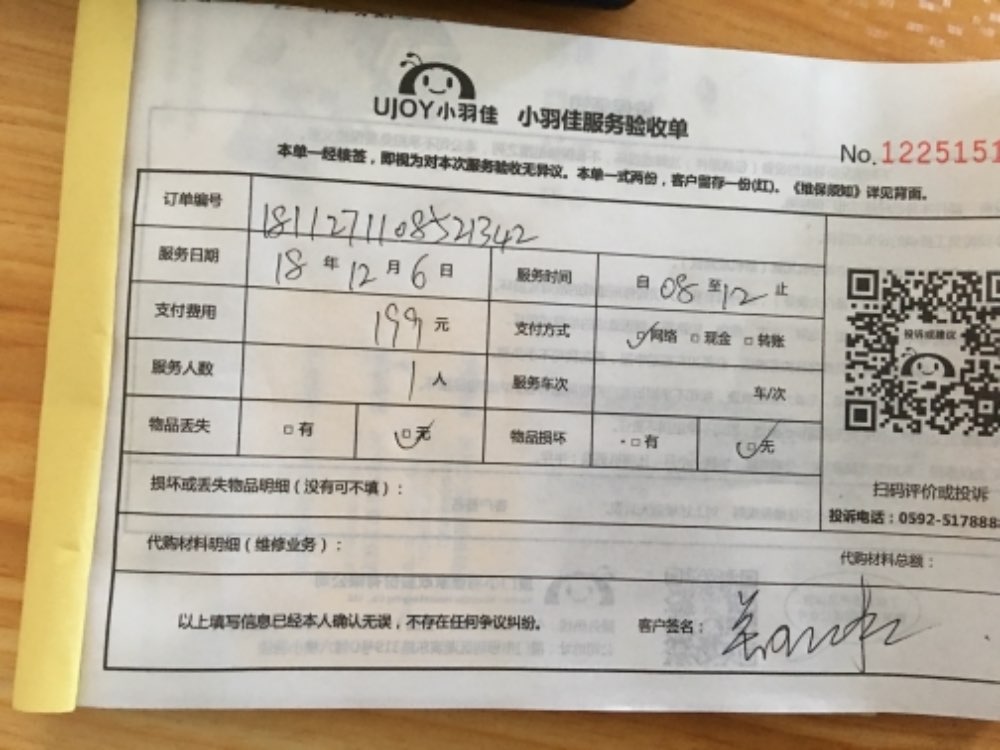 UJOY小羽佳 小羽佳服务验收单
No.1225151
本单一经接签，即视为对本次服务验收无异议。本单一式两份，客户留存一份(红)。《维保须知》详见背面。
订单编号 1811271108521342
服务日期 18 年 12 月 6 日 服务时间 自 08 至 12 止
支付费用 199 元 支付方式 ☑网络 □现金 □转账
服务人数 1 人 服务车次 车/次
物品丢失 □有 ☑无 物品损坏 □有 ☑无
投诉或建议
扫码评价或投诉
投诉电话：0592-5178888
损坏或丢失物品明细（没有可不填）：
代购材料明细（维修业务）： 代购材料总额：
以上填写信息已经本人确认无误，不存在任何争议纠纷。 客户签名：